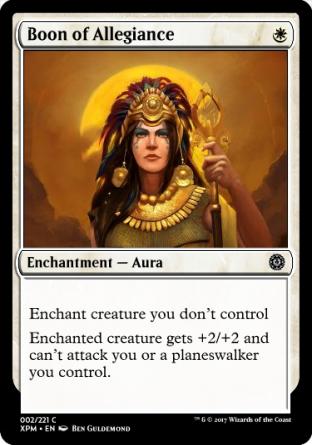 Boon of Allegiance
Enchantment — Aura
Enchant creature you don't control
Enchanted creature gets +2/+2 and
can't attack you or a planeswalker
you control.
002/221 C
XPM • EN Ben Guldemond
™ & © 2017 Wizards of the Coast